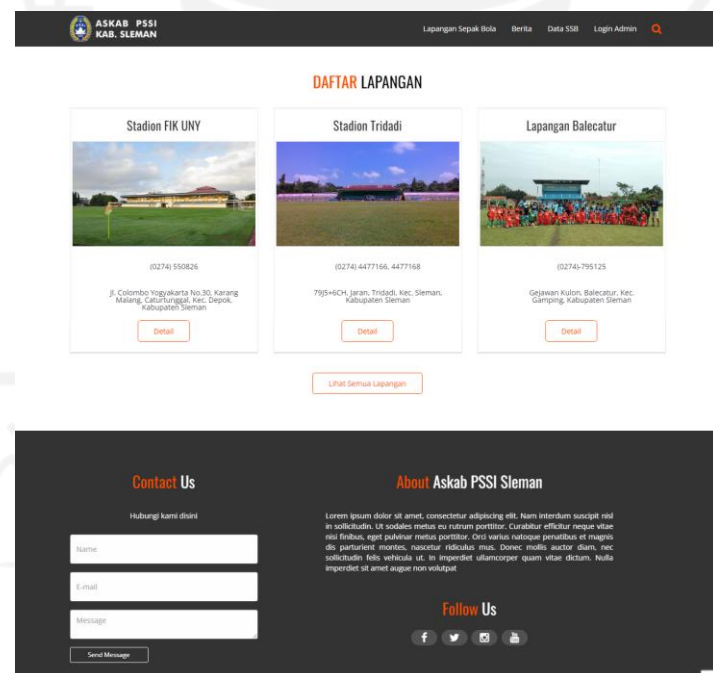 ASKAB PSSI
KAB. SLEMAN
Lapangan Sepak Bola Berita Data SSB Login Admin
DAFTAR LAPANGAN
Stadion FIK UNY
(0274) 550826
Jl. Colombo Yogyakarta No.30, Karang
Malang, Caturtunggal, Kec. Depok,
Kabupaten Sleman
Detail
Stadion Tridadi
(0274) 4477166, 4477168
79J5+6CH, Jaran, Tridadi, Kec. Sleman,
Kabupaten Sleman
Detail
Lapangan Balecatur
(0274)-795125
Gejawan Kulon, Balecatur, Kec.
Gamping, Kabupaten Sleman
Detail
Lihat Semua Lapangan
Contact Us
Hubungi kami disini
Name
E-mail
Message
Send Message
About Askab PSSI Sleman
Lorem ipsum dolor sit amet, consectetur adipiscing elit. Nam interdum suscipit nisl
in sollicitudin. Ut sodales metus eu rutrum porttitor. Curabitur efficitur neque vitae
nisi finibus, eget pulvinar metus porttitor. Orci varius natoque penatibus et magnis
dis parturient montes, nascetur ridiculus mus. Donec mollis auctor diam, nec
sollicitudin felis vehicula ut. In imperdiet ullamcorper quam vitae dictum. Nulla
imperdiet sit amet augue non volutpat
Follow Us